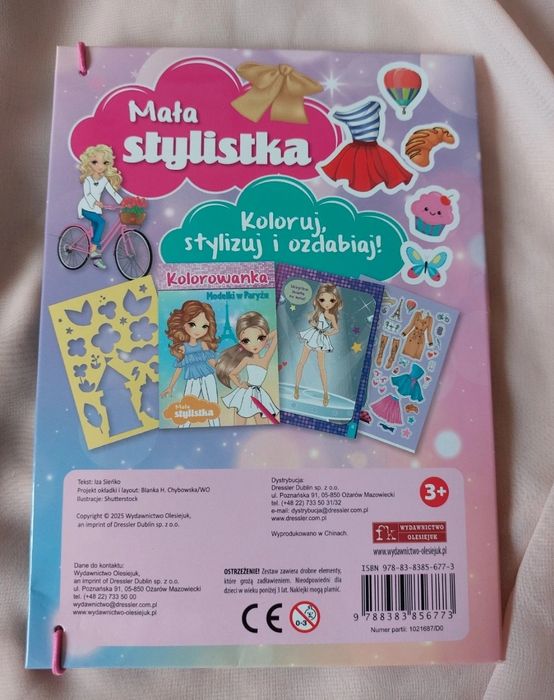 Mała
stylistka
Koloruj,
stylizuj i ozdabiaj!
Kolorowanka
Modelki w Paryżu
Mała
stylistka
Tekst: Iza Sieńko
Projekt okładki i layout: Blanka H. Chybowska/WO
Ilustracje: Shutterstock
Copyright © 2025 Wydawnictwo Olesiejuk,
an imprint of Dressler Dublin sp. z o.o.
Dane do kontaktu:
Wydawnictwo Olesiejuk,
an imprint of Dressler Dublin sp. z o.o.
ul. Poznańska 91, 05-850 Ożarów Mazowiecki
tel. (+48 22) 733 50 00
wydawnictwo@dressler.com.pl
Dystrybucja:
Dressler Dublin sp. z o.o.
ul. Poznańska 91, 05-850 Ożarów Mazowiecki
tel. (+48 22) 733 50 31/32
e-mail: dystrybucja@dressler.com.pl
www.dressler.com.pl
Wyprodukowano w Chinach.
OSTRZEŻENIE! Zestaw zawiera drobne elementy,
które grożą zadławieniem. Nieodpowiedni dla
dzieci w wieku poniżej 3 lat. Naklejki mogą plamić.
CE
0-3
3+
fk WYDAWNICTWO
OLESIEJUK
www.wydawnictwo-olesiejuk.pl
ISBN 978-83-8385-677-3
9 788383 856773
Numer partii: 1021687/D0